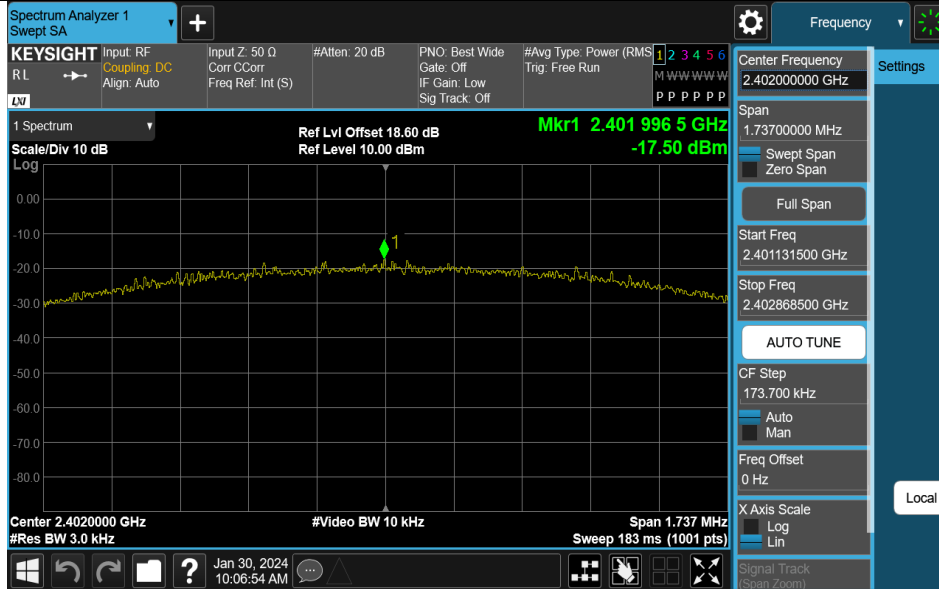 Spectrum Analyzer 1
Swept SA
+
Frequency
KEYSIGHT
R L
LXI
Input: RF
Coupling: DC
Align: Auto
Input Z: 50 Ω
Corr CCorr
Freq Ref: Int (S)
#Atten: 20 dB
PNO: Best Wide
Gate: Off
IF Gain: Low
Sig Track: Off
#Avg Type: Power (RMS
Trig: Free Run
1 2 3 4 5 6
M W W W W W
P P P P P P
Center Frequency
2.402000000 GHz
Settings
Span
1.73700000 MHz
Swept Span
Zero Span
Full Span
Start Freq
2.401131500 GHz
Stop Freq
2.402868500 GHz
AUTO TUNE
CF Step
173.700 kHz
Auto
Man
Freq Offset
0 Hz
X Axis Scale
Log
Lin
Local
Signal Track
(Span Zoom)
1 Spectrum
Scale/Div 10 dB
Log
Ref Lvl Offset 18.60 dB
Ref Level 10.00 dBm
Mkr1 2.401 996 5 GHz
-17.50 dBm
0.00
-10.0
-20.0
-30.0
-40.0
-50.0
-60.0
-70.0
-80.0
1
Center 2.4020000 GHz
#Res BW 3.0 kHz
#Video BW 10 kHz
Span 1.737 MHz
Sweep 183 ms (1001 pts)
?
Jan 30, 2024
10:06:54 AM